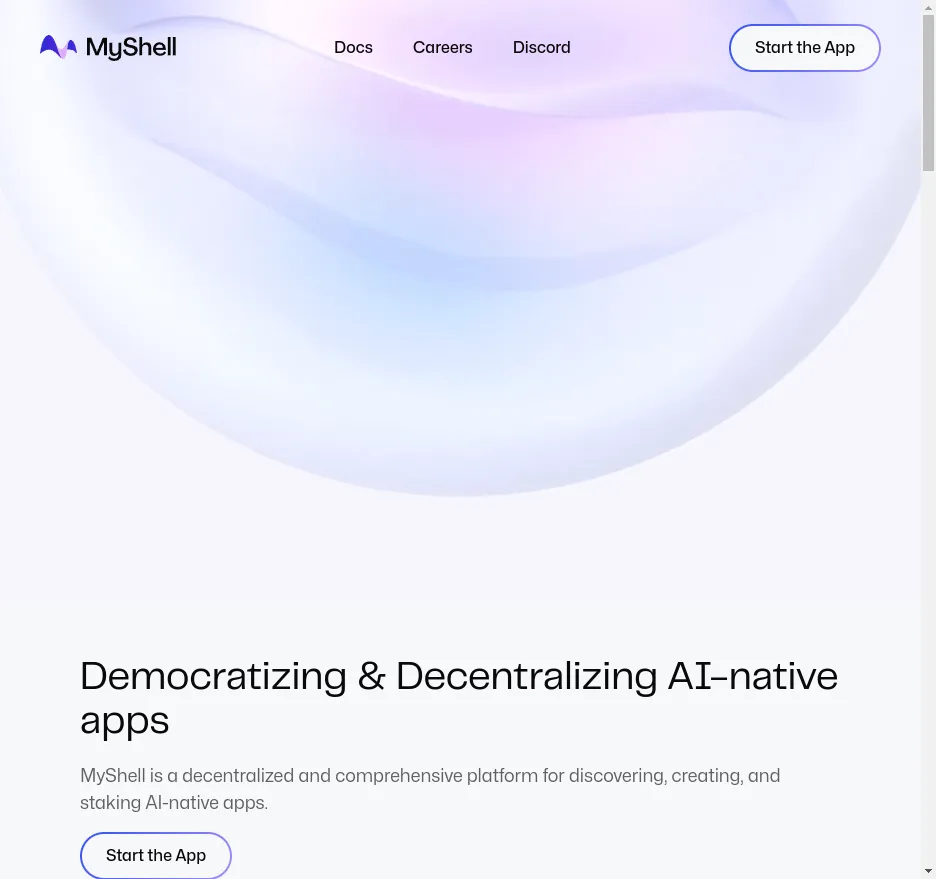 MyShell
Docs
Careers
Discord
Start the App
Democratizing & Decentralizing AI-native
apps
MyShell is a decentralized and comprehensive platform for discovering, creating, and
staking AI-native apps.
Start the App